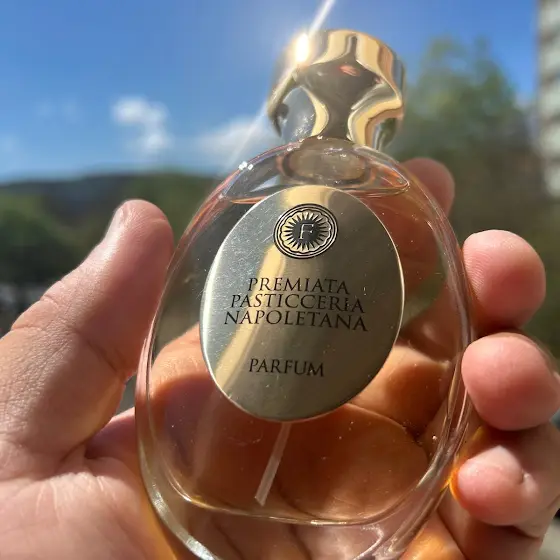 F
PREMIATA
PASTICCERIA
NAPOLETANA
PARFUM